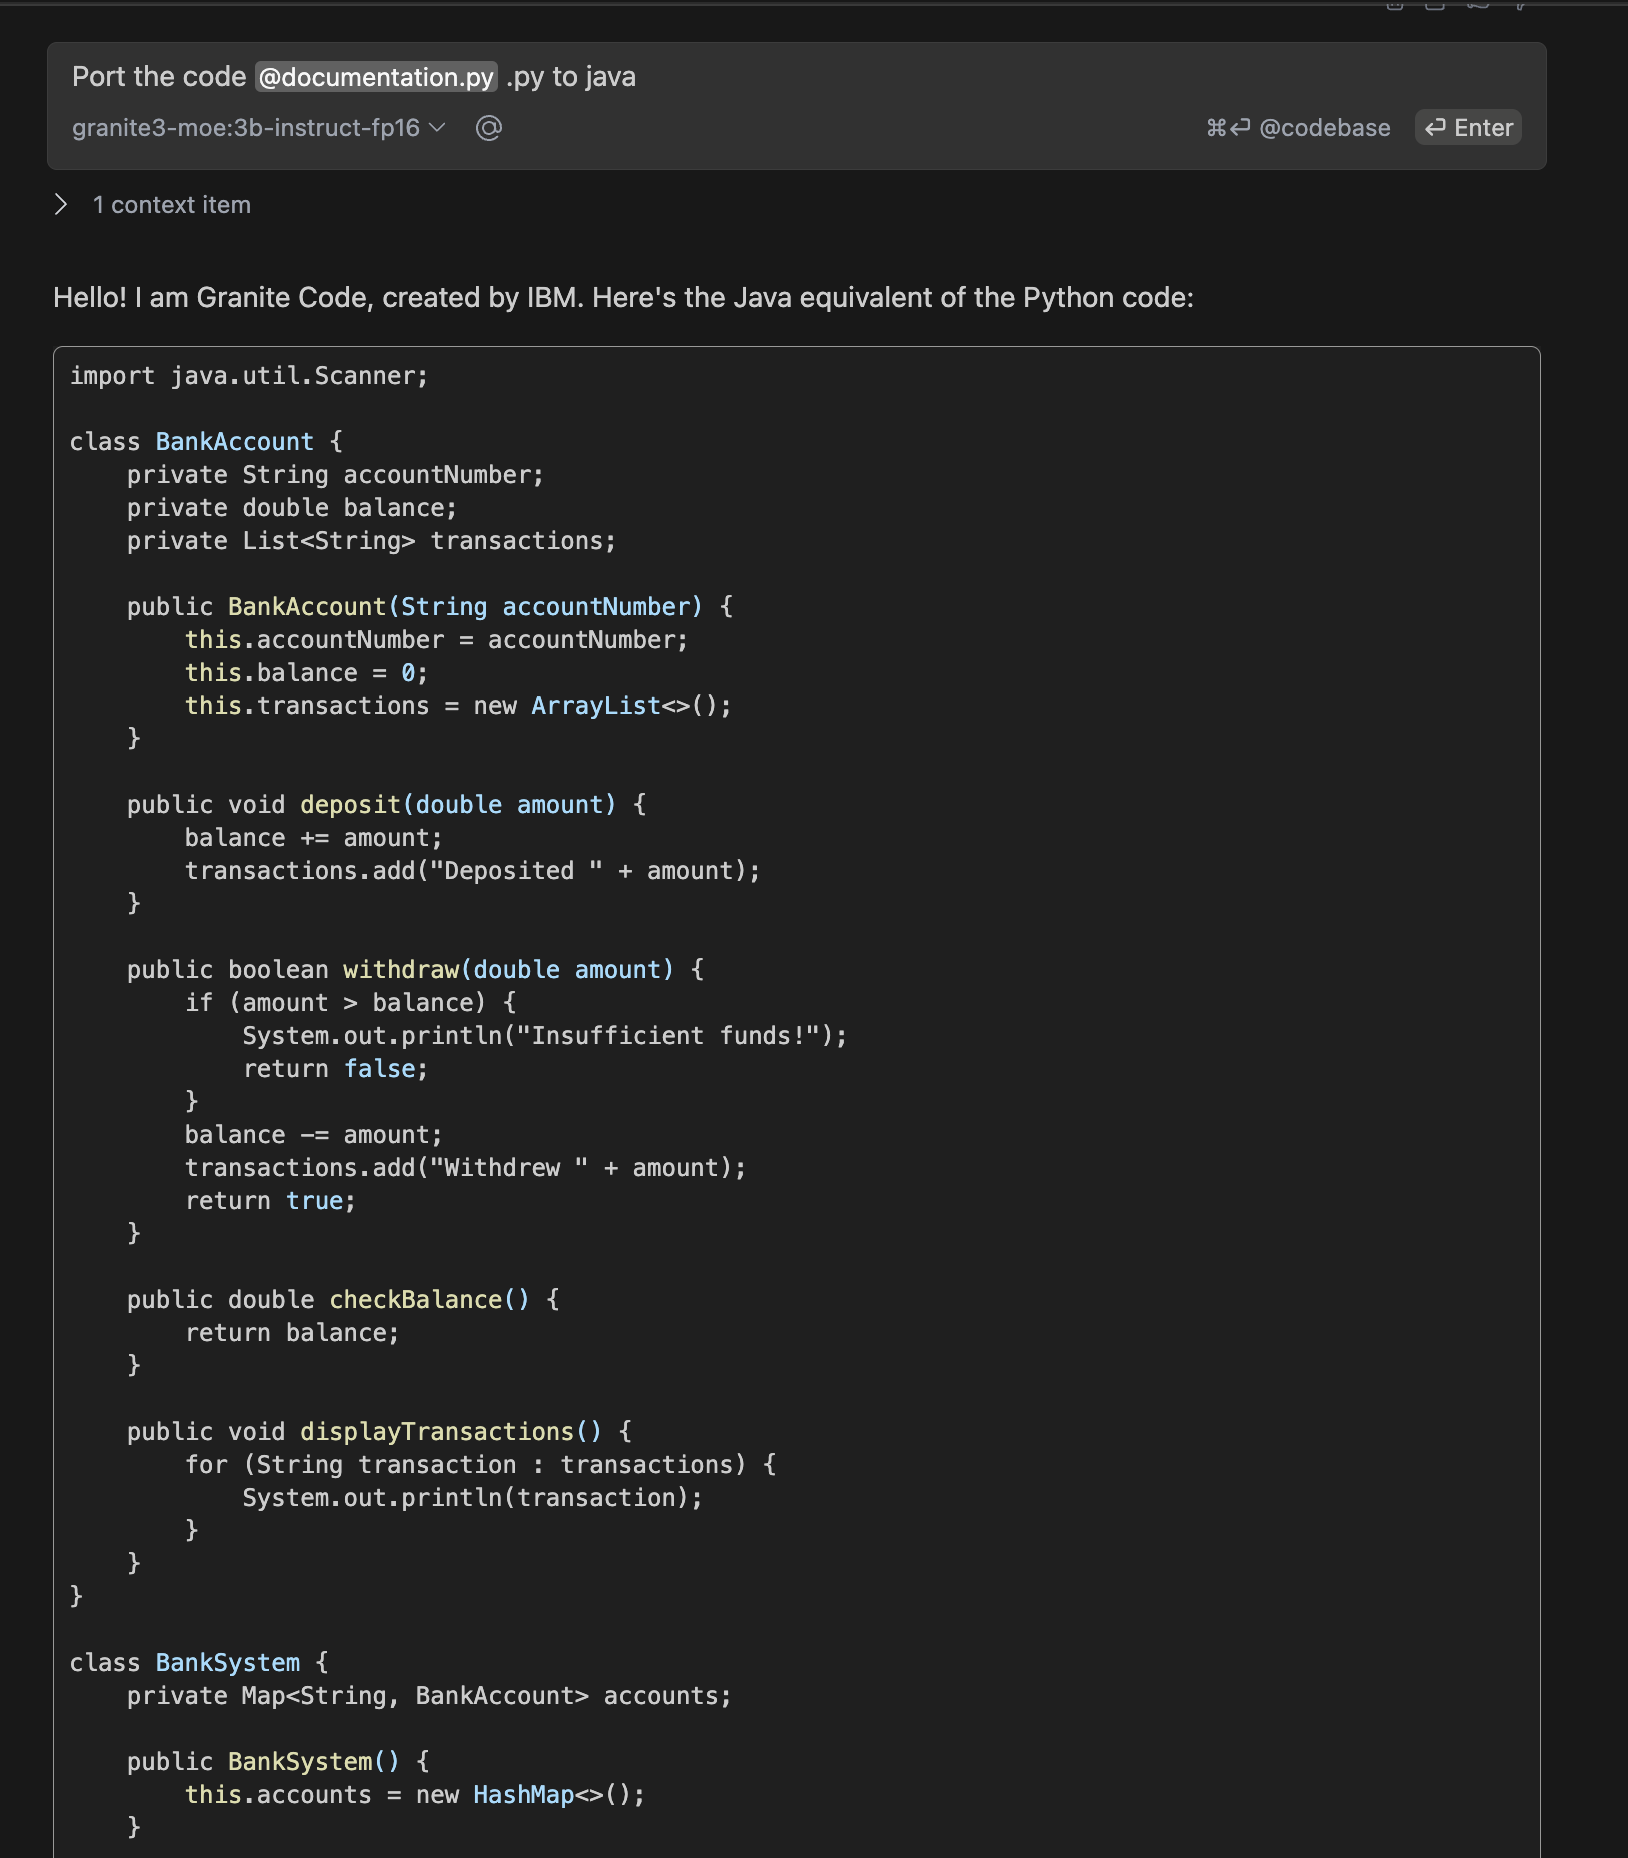 Port the code @documentation.py .py to java
granite3-moe:3b-instruct-fp16 @ ⌘⏎ @codebase ⏎ Enter
1 context item
Hello! I am Granite Code, created by IBM. Here's the Java equivalent of the Python code:
import java.util.Scanner;
class BankAccount {
    private String accountNumber;
    private double balance;
    private List<String> transactions;
    public BankAccount(String accountNumber) {
        this.accountNumber = accountNumber;
        this.balance = 0;
        this.transactions = new ArrayList<>();
    }
    public void deposit(double amount) {
        balance += amount;
        transactions.add("Deposited " + amount);
    }
    public boolean withdraw(double amount) {
        if (amount > balance) {
            System.out.println("Insufficient funds!");
            return false;
        }
        balance -= amount;
        transactions.add("Withdrew " + amount);
        return true;
    }
    public double checkBalance() {
        return balance;
    }
    public void displayTransactions() {
        for (String transaction : transactions) {
            System.out.println(transaction);
        }
    }
}
class BankSystem {
    private Map<String, BankAccount> accounts;
    public BankSystem() {
        this.accounts = new HashMap<>();
    }